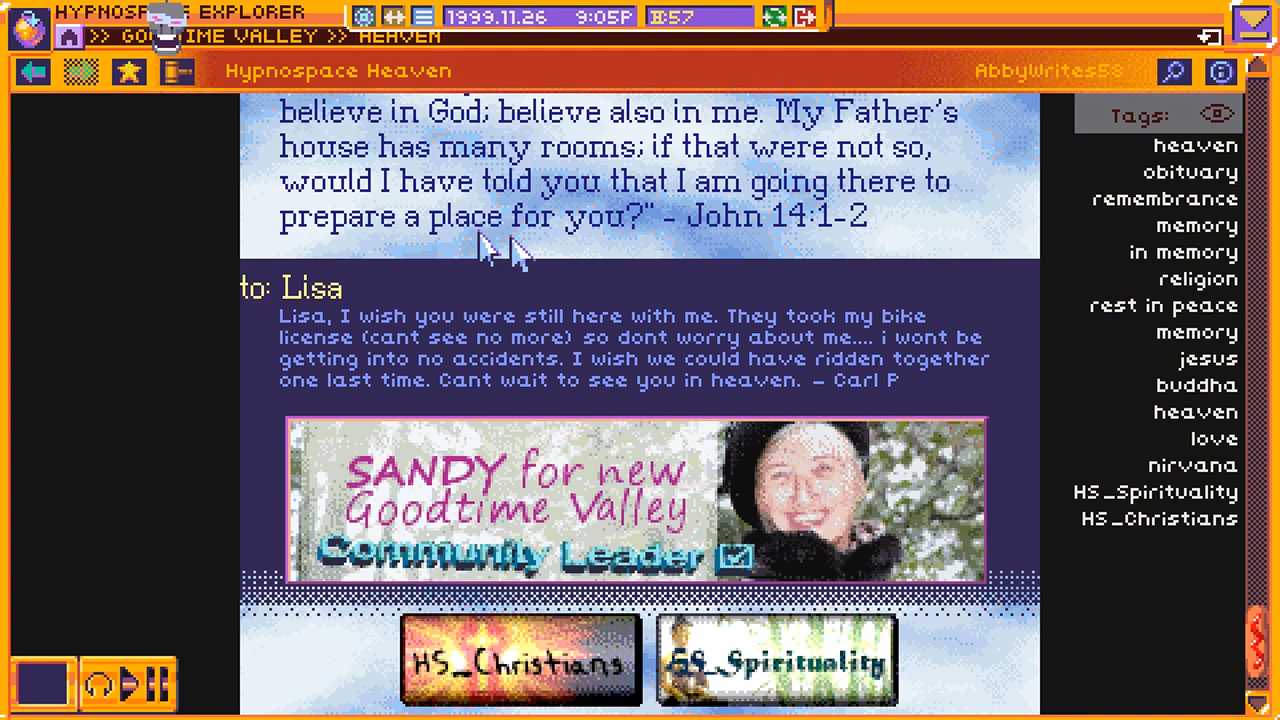 HYPNOSP E EXPLORER
1999.11.26 9:05P
:57
>> GO TIME VALLEY >> HEAVEN
Hypnospace Heaven
AbbyWrites58
believe in God; believe also in me. My Father's
house has many rooms; if that were not so,
would I have told you that I am going there to
prepare a place for you?" - John 14:1-2
to: Lisa
Lisa, I wish you were still here with me. They took my bike
license (cant see no more) so dont worry about me.... i wont be
getting into no accidents. I wish we could have ridden together
one last time. Cant wait to see you in heaven. - Carl P
SANDY for new
Goodtime Valley
Community Leader
HS_Christians
HS_Spirituality
Tags:
heaven
obituary
remembrance
memory
in memory
religion
rest in peace
memory
jesus
buddha
heaven
love
nirvana
HS_Spirituality
HS_Christians